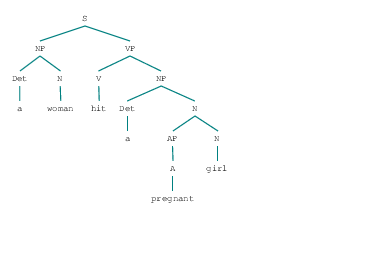 S
NP VP
Det N V NP
a woman hit Det N
a AP N
A girl
pregnant